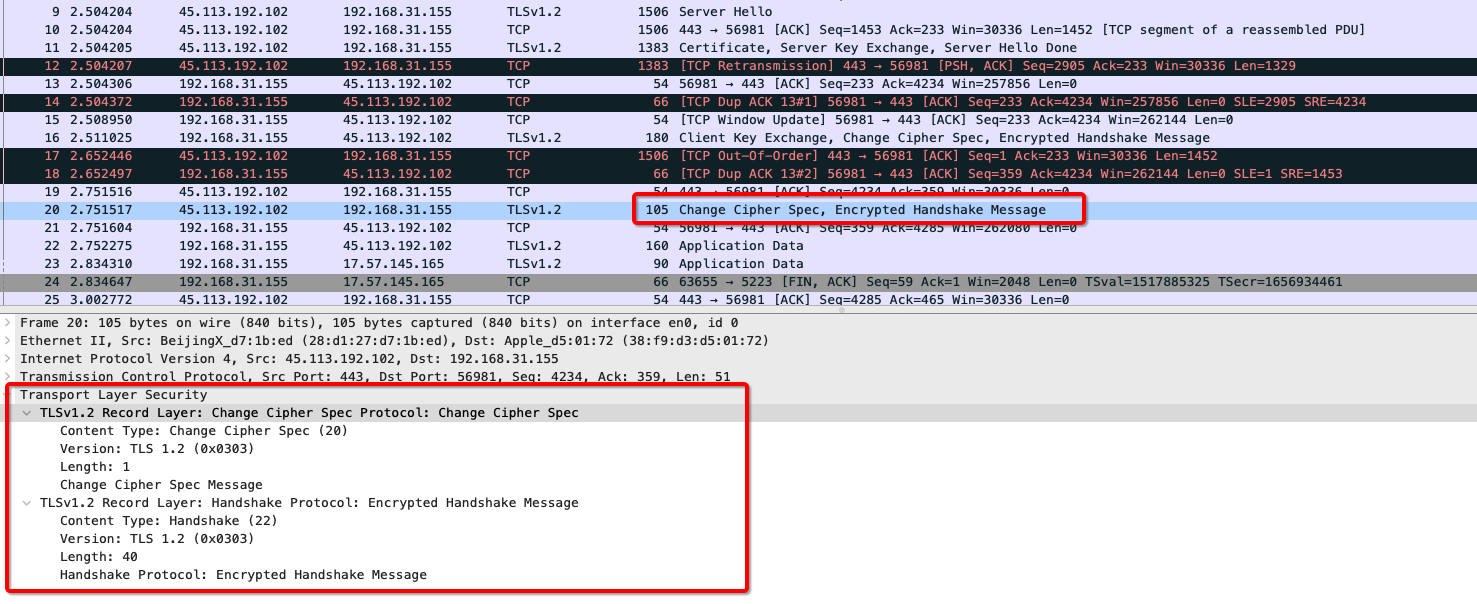 9 2.504204 45.113.192.102 192.168.31.155 TLSv1.2 1506 Server Hello
10 2.504204 45.113.192.102 192.168.31.155 TCP 1506 443 → 56981 [ACK] Seq=1453 Ack=233 Win=30336 Len=1452 [TCP segment of a reassembled PDU]
11 2.504205 45.113.192.102 192.168.31.155 TLSv1.2 1383 Certificate, Server Key Exchange, Server Hello Done
12 2.504207 45.113.192.102 192.168.31.155 TCP 1383 [TCP Retransmission] 443 → 56981 [PSH, ACK] Seq=2905 Ack=233 Win=30336 Len=1329
13 2.504306 192.168.31.155 45.113.192.102 TCP 54 56981 → 443 [ACK] Seq=233 Ack=4234 Win=257856 Len=0
14 2.504372 192.168.31.155 45.113.192.102 TCP 66 [TCP Dup ACK 13#1] 56981 → 443 [ACK] Seq=233 Ack=4234 Win=257856 Len=0 SLE=2905 SRE=4234
15 2.508950 192.168.31.155 45.113.192.102 TCP 54 [TCP Window Update] 56981 → 443 [ACK] Seq=233 Ack=4234 Win=262144 Len=0
16 2.511025 192.168.31.155 45.113.192.102 TLSv1.2 180 Client Key Exchange, Change Cipher Spec, Encrypted Handshake Message
17 2.652446 45.113.192.102 192.168.31.155 TCP 1506 [TCP Out-Of-Order] 443 → 56981 [ACK] Seq=1 Ack=233 Win=30336 Len=1452
18 2.652497 192.168.31.155 45.113.192.102 TCP 66 [TCP Dup ACK 13#2] 56981 → 443 [ACK] Seq=359 Ack=4234 Win=262144 Len=0 SLE=1 SRE=1453
19 2.751516 45.113.192.102 192.168.31.155 TCP 54 443 → 56981 [ACK] Seq=4234 Ack=359 Win=30336 Len=0
20 2.751517 45.113.192.102 192.168.31.155 TLSv1.2 105 Change Cipher Spec, Encrypted Handshake Message
21 2.751604 192.168.31.155 45.113.192.102 TCP 54 56981 → 443 [ACK] Seq=359 Ack=4285 Win=262080 Len=0
22 2.752275 192.168.31.155 45.113.192.102 TLSv1.2 160 Application Data
23 2.834310 192.168.31.155 17.57.145.165 TLSv1.2 90 Application Data
24 2.834647 192.168.31.155 17.57.145.165 TCP 66 63655 → 5223 [FIN, ACK] Seq=59 Ack=1 Win=2048 Len=0 TSval=1517885325 TSecr=1656934461
25 3.002772 45.113.192.102 192.168.31.155 TCP 54 443 → 56981 [ACK] Seq=4285 Ack=465 Win=30336 Len=0
Frame 20: 105 bytes on wire (840 bits), 105 bytes captured (840 bits) on interface en0, id 0
Ethernet II, Src: BeijingX_d7:1b:ed (28:d1:27:d7:1b:ed), Dst: Apple_d5:01:72 (38:f9:d3:d5:01:72)
Internet Protocol Version 4, Src: 45.113.192.102, Dst: 192.168.31.155
Transmission Control Protocol, Src Port: 443, Dst Port: 56981, Seq: 4234, Ack: 359, Len: 51
Transport Layer Security
TLSv1.2 Record Layer: Change Cipher Spec Protocol: Change Cipher Spec
Content Type: Change Cipher Spec (20)
Version: TLS 1.2 (0x0303)
Length: 1
Change Cipher Spec Message
TLSv1.2 Record Layer: Handshake Protocol: Encrypted Handshake Message
Content Type: Handshake (22)
Version: TLS 1.2 (0x0303)
Length: 40
Handshake Protocol: Encrypted Handshake Message